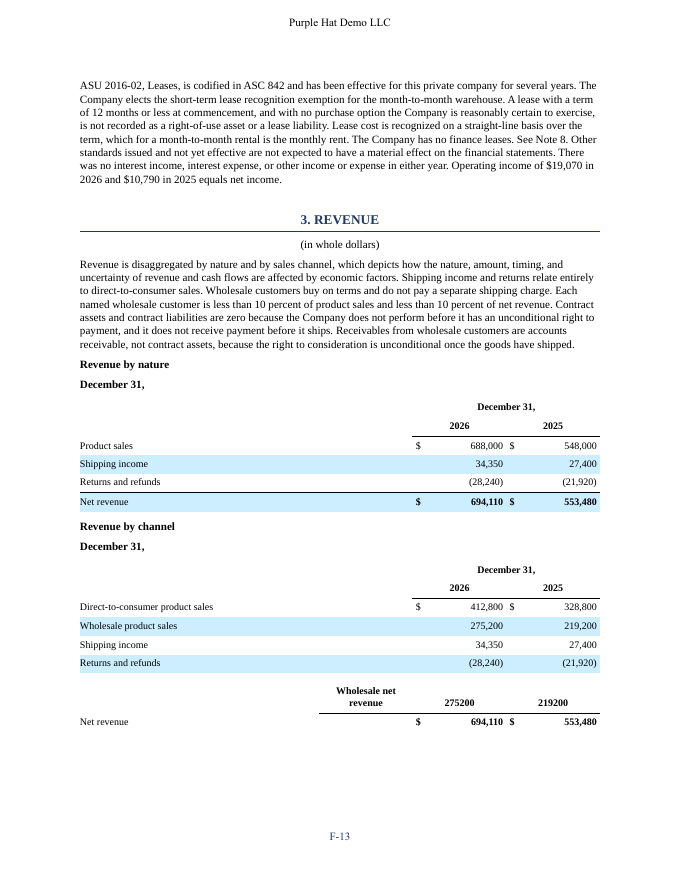 Purple Hat Demo LLC
ASU 2016-02, Leases, is codified in ASC 842 and has been effective for this private company for several years. The
Company elects the short-term lease recognition exemption for the month-to-month warehouse. A lease with a term
of 12 months or less at commencement, and with no purchase option the Company is reasonably certain to exercise,
is not recorded as a right-of-use asset or a lease liability. Lease cost is recognized on a straight-line basis over the
term, which for a month-to-month rental is the monthly rent. The Company has no finance leases. See Note 8. Other
standards issued and not yet effective are not expected to have a material effect on the financial statements. There
was no interest income, interest expense, or other income or expense in either year. Operating income of $19,070 in
2026 and $10,790 in 2025 equals net income.
3. REVENUE
(in whole dollars)
Revenue is disaggregated by nature and by sales channel, which depicts how the nature, amount, timing, and
uncertainty of revenue and cash flows are affected by economic factors. Shipping income and returns relate entirely
to direct-to-consumer sales. Wholesale customers buy on terms and do not pay a separate shipping charge. Each
named wholesale customer is less than 10 percent of product sales and less than 10 percent of net revenue. Contract
assets and contract liabilities are zero because the Company does not perform before it has an unconditional right to
payment, and it does not receive payment before it ships. Receivables from wholesale customers are accounts
receivable, not contract assets, because the right to consideration is unconditional once the goods have shipped.
Revenue by nature
December 31,
December 31,
2026 2025
Product sales $ 688,000 $ 548,000
Shipping income 34,350 27,400
Returns and refunds (28,240) (21,920)
Net revenue $ 694,110 $ 553,480
Revenue by channel
December 31,
December 31,
2026 2025
Direct-to-consumer product sales $ 412,800 $ 328,800
Wholesale product sales 275,200 219,200
Shipping income 34,350 27,400
Returns and refunds (28,240) (21,920)
Wholesale net
revenue 275200 219200
Net revenue $ 694,110 $ 553,480
F-13